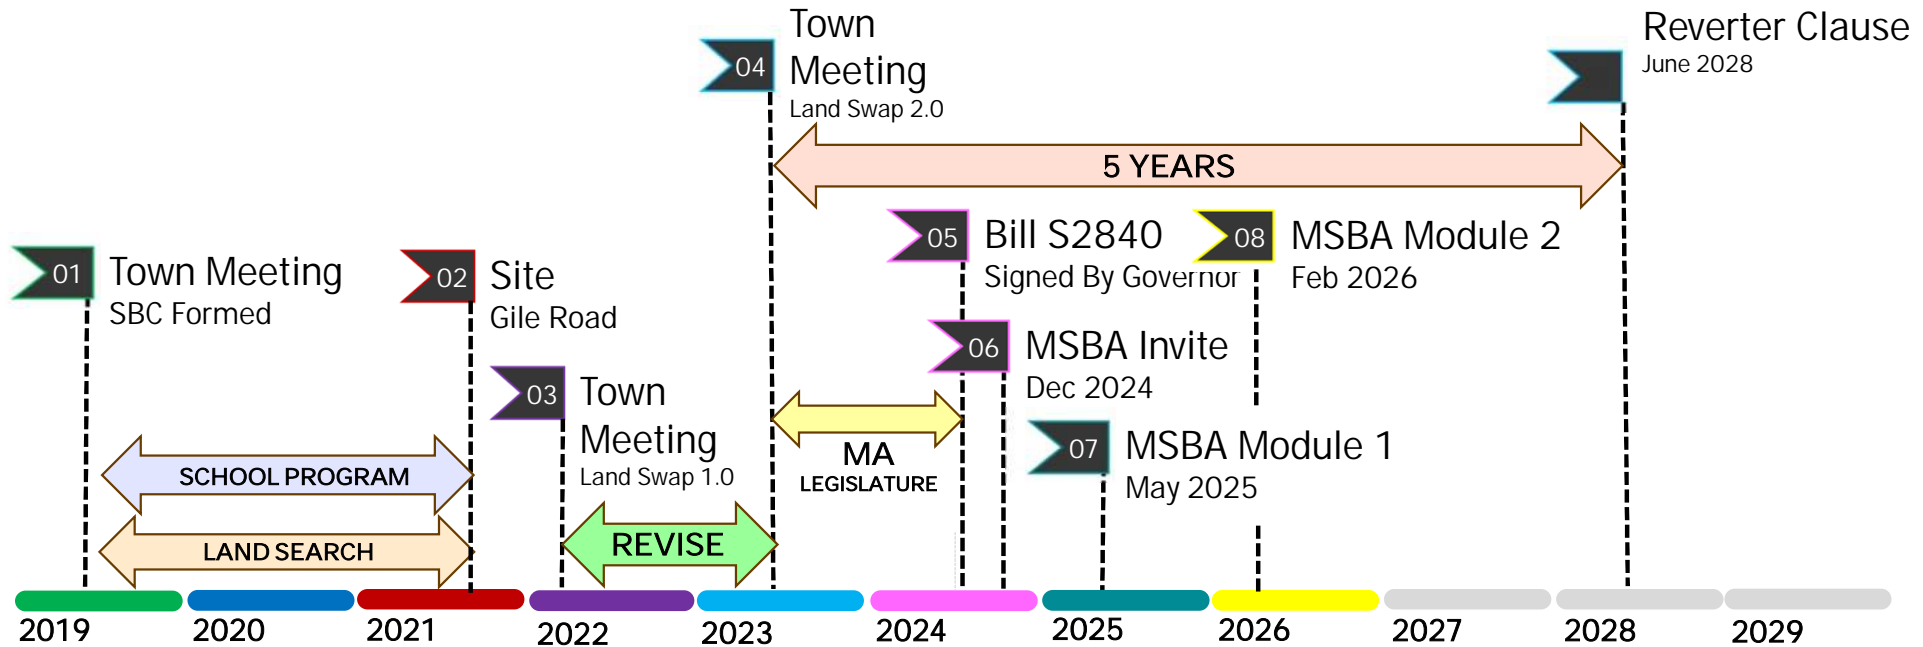 01
Town Meeting
SBC Formed
02
Site
Gile Road
03
Town
Meeting
Land Swap 1.0
04
Town
Meeting
Land Swap 2.0
Reverter Clause
June 2028
5 YEARS
05
Bill S2840
Signed By Governor
06
MSBA Invite
Dec 2024
07
MSBA Module 1
May 2025
08
MSBA Module 2
Feb 2026
SCHOOL PROGRAM
LAND SEARCH
REVISE
MA
LEGISLATURE
2019
2020
2021
2022
2023
2024
2025
2026
2027
2028
2029